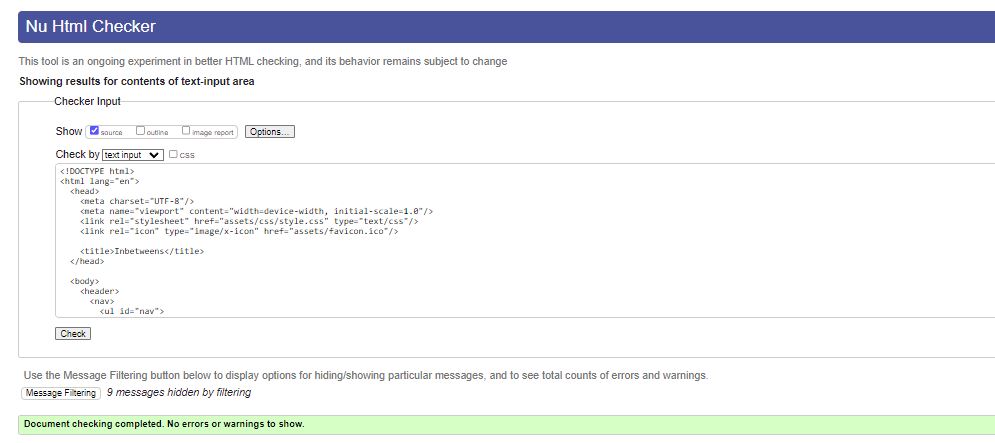 Nu Html Checker
This tool is an ongoing experiment in better HTML checking, and its behavior remains subject to change
Showing results for contents of text-input area
Checker Input
Show source outline image report Options...
Check by text input css
<!DOCTYPE html>
<html lang="en">
<head>
<meta charset="UTF-8"/>
<meta name="viewport" content="width=device-width, initial-scale=1.0"/>
<link rel="stylesheet" href="assets/css/style.css" type="text/css"/>
<link rel="icon" type="image/x-icon" href="assets/favicon.ico"/>
<title>Inbetweens</title>
</head>
<body>
<header>
<nav>
<ul id="nav">
Check
Use the Message Filtering button below to display options for hiding/showing particular messages, and to see total counts of errors and warnings.
Message Filtering 9 messages hidden by filtering
Document checking completed. No errors or warnings to show.